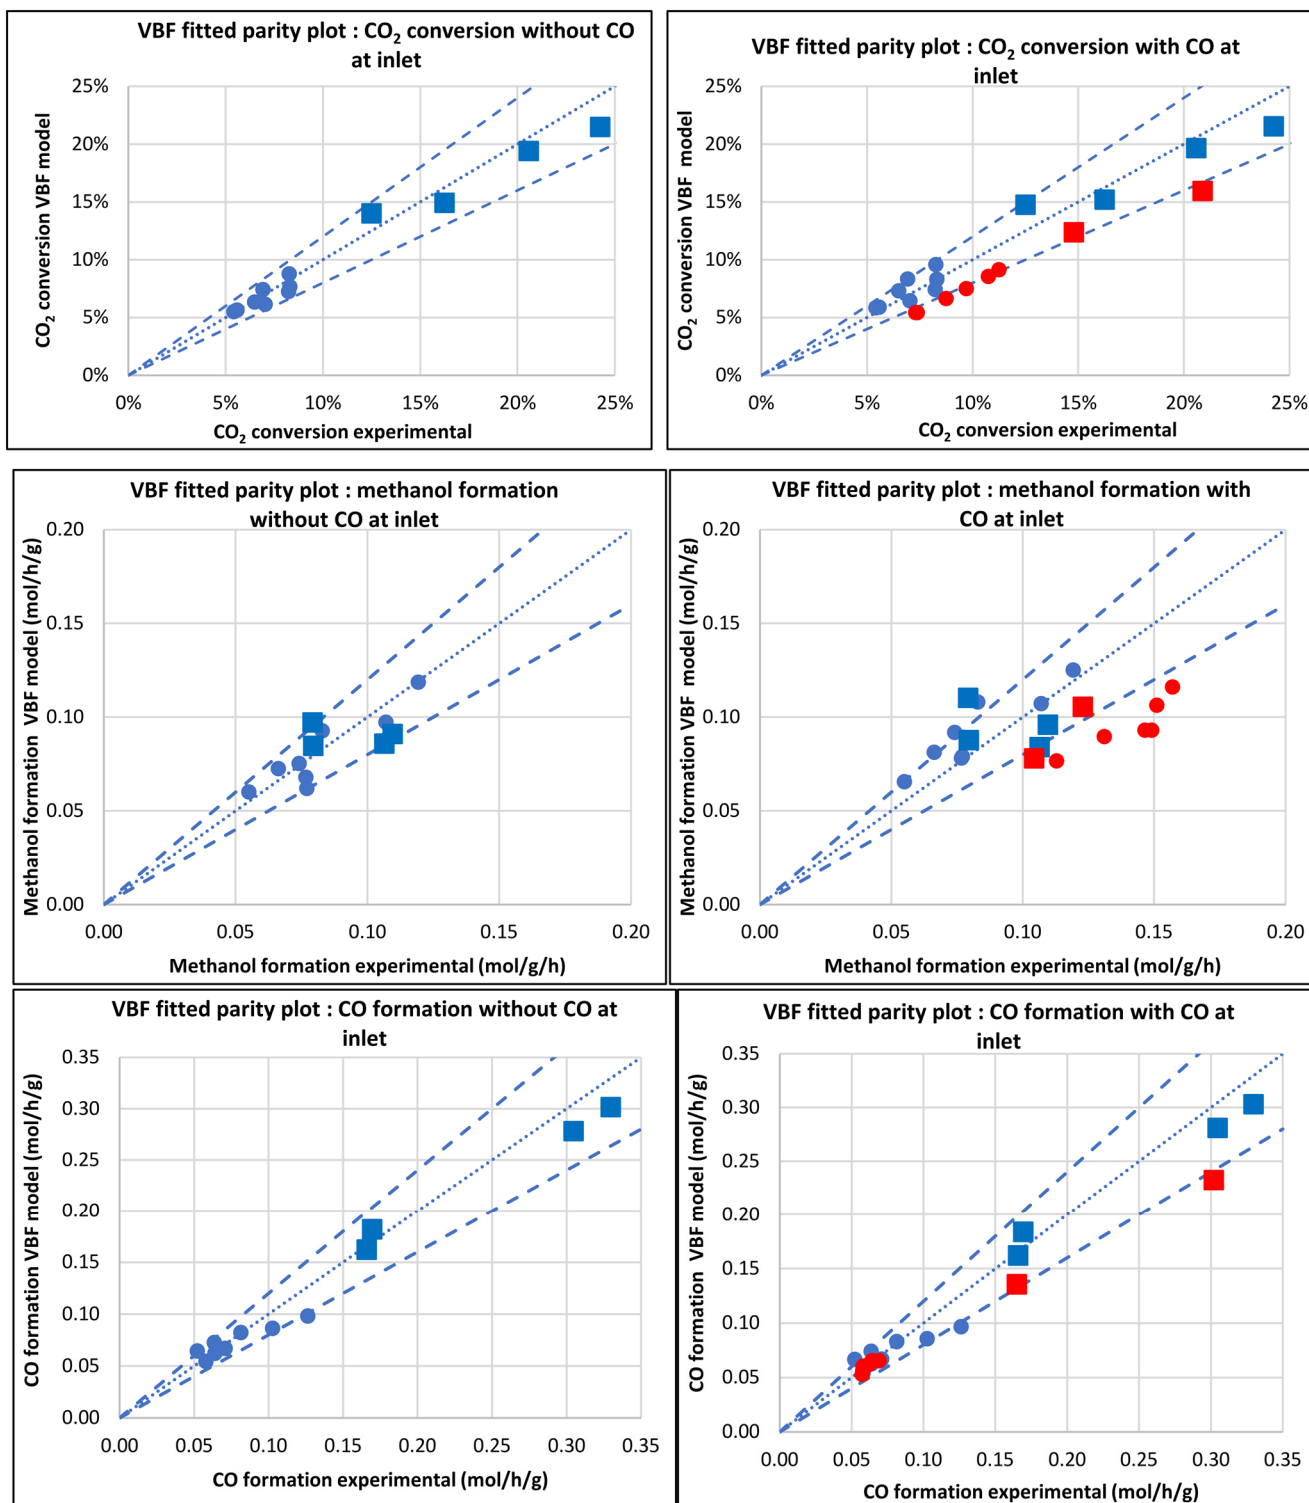 VBF fitted parity plot : CO₂ conversion without CO
at inlet
25%
20%
15%
10%
5%
0%
0% 5% 10% 15% 20% 25%
CO₂ conversion VBF model
CO₂ conversion experimental
VBF fitted parity plot : CO₂ conversion with CO at
inlet
25%
20%
15%
10%
5%
0%
0% 5% 10% 15% 20% 25%
CO₂ conversion VBF model
CO₂ conversion experimental
VBF fitted parity plot : methanol formation
without CO at inlet
0.20
0.15
0.10
0.05
0.00
0.00 0.05 0.10 0.15 0.20
Methanol formation VBF model (mol/h/g)
Methanol formation experimental (mol/g/h)
VBF fitted parity plot : methanol formation with
CO at inlet
0.20
0.15
0.10
0.05
0.00
0.00 0.05 0.10 0.15 0.20
Methanol formation VBF model (mol/h/g)
Methanol formation experimental (mol/g/h)
VBF fitted parity plot : CO formation without CO at
inlet
0.35
0.30
0.25
0.20
0.15
0.10
0.05
0.00
0.00 0.05 0.10 0.15 0.20 0.25 0.30 0.35
CO formation VBF model (mol/h/g)
CO formation experimental (mol/h/g)
VBF fitted parity plot : CO formation with CO at
inlet
0.35
0.30
0.25
0.20
0.15
0.10
0.05
0.00
0.00 0.05 0.10 0.15 0.20 0.25 0.30 0.35
CO formation VBF model (mol/h/g)
CO formation experimental (mol/h/g)